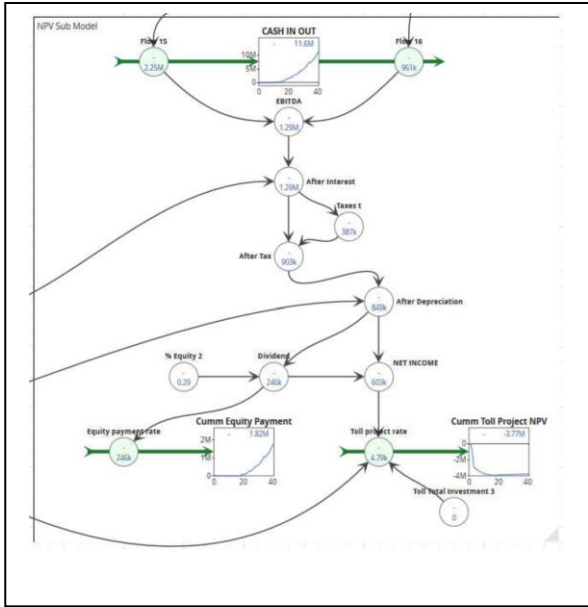 NPV Sub Model
CASH IN OUT
Flow 15
Flow 16
- 11.6M
10M
5M
0
0 20 40
-
2.25M
-
961k
EBITDA
-
1.29M
-
1.29M
After Interest
Taxes t
-
387k
After Tax
-
903k
-
849k
After Depreciation
% Equity 2
Dividend
NET INCOME
-
0.29
-
246k
-
603k
Cumm Equity Payment
Cumm Toll Project NPV
Equity payment rate
Toll project rate
- 1.82M
2M
1M
0
0 20 40
-
246k
-
4.79k
- -3.77M
0
-2M
-4M
0 20 40
Toll Total Investment 3
-
0